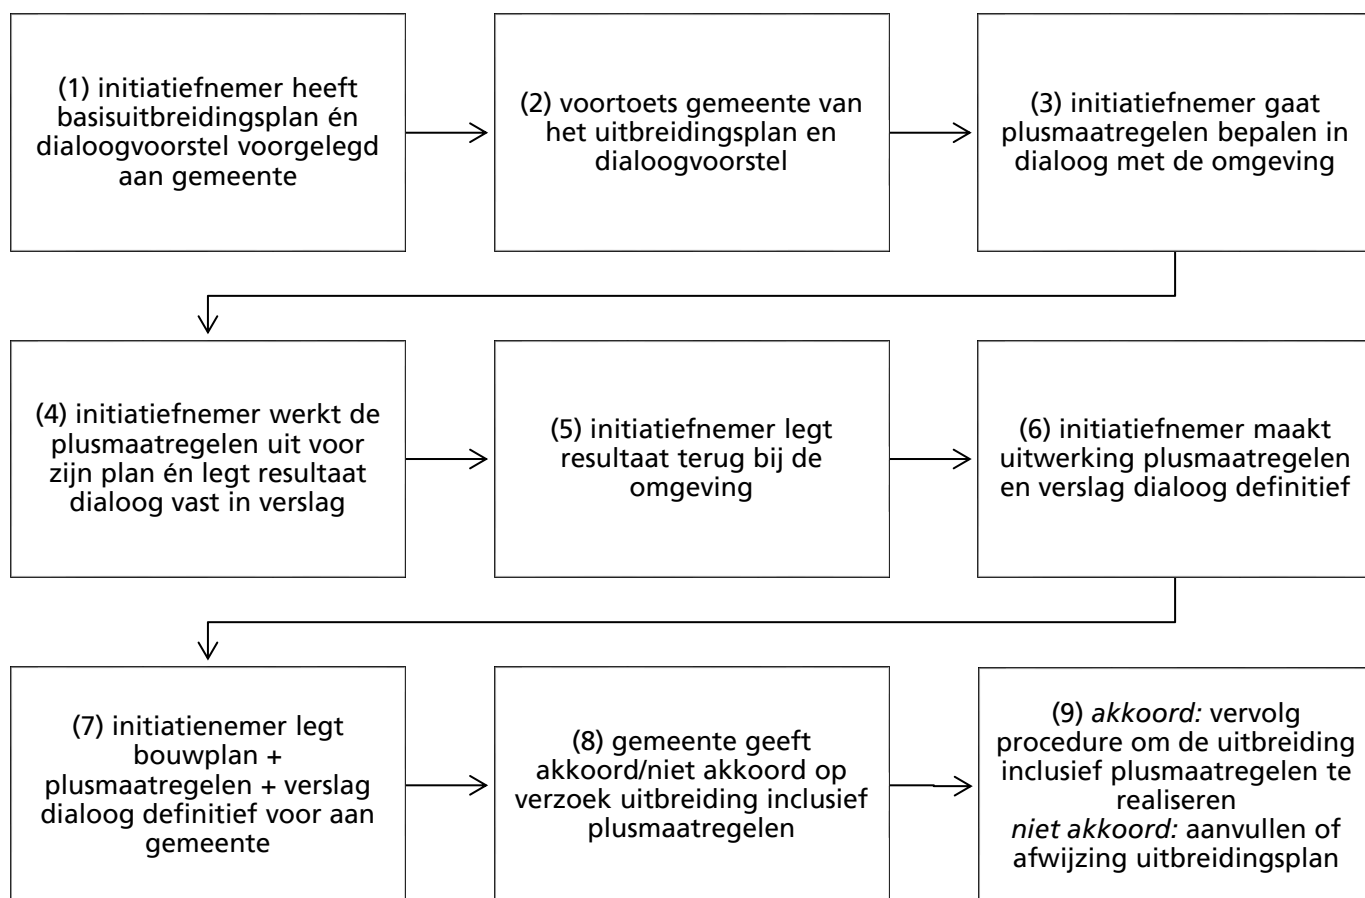 (1) initiatiefnemer heeft
basisuitbreidingsplan én
dialoogvoorstel voorgelegd
aan gemeente
(2) voortoets gemeente van
het uitbreidingsplan en
dialoogvoorstel
(3) initiatiefnemer gaat
plusmaatregelen bepalen in
dialoog met de omgeving
(4) initiatiefnemer werkt de
plusmaatregelen uit voor
zijn plan én legt resultaat
dialoog vast in verslag
(5) initiatiefnemer legt
resultaat terug bij de
omgeving
(6) initiatiefnemer maakt
uitwerking plusmaatregelen
en verslag dialoog definitief
(7) initiatienemer legt
bouwplan +
plusmaatregelen + verslag
dialoog definitief voor aan
gemeente
(8) gemeente geeft
akkoord/niet akkoord op
verzoek uitbreiding inclusief
plusmaatregelen
(9) akkoord: vervolg
procedure om de uitbreiding
inclusief plusmaatregelen te
realiseren
niet akkoord: aanvullen of
afwijzing uitbreidingsplan